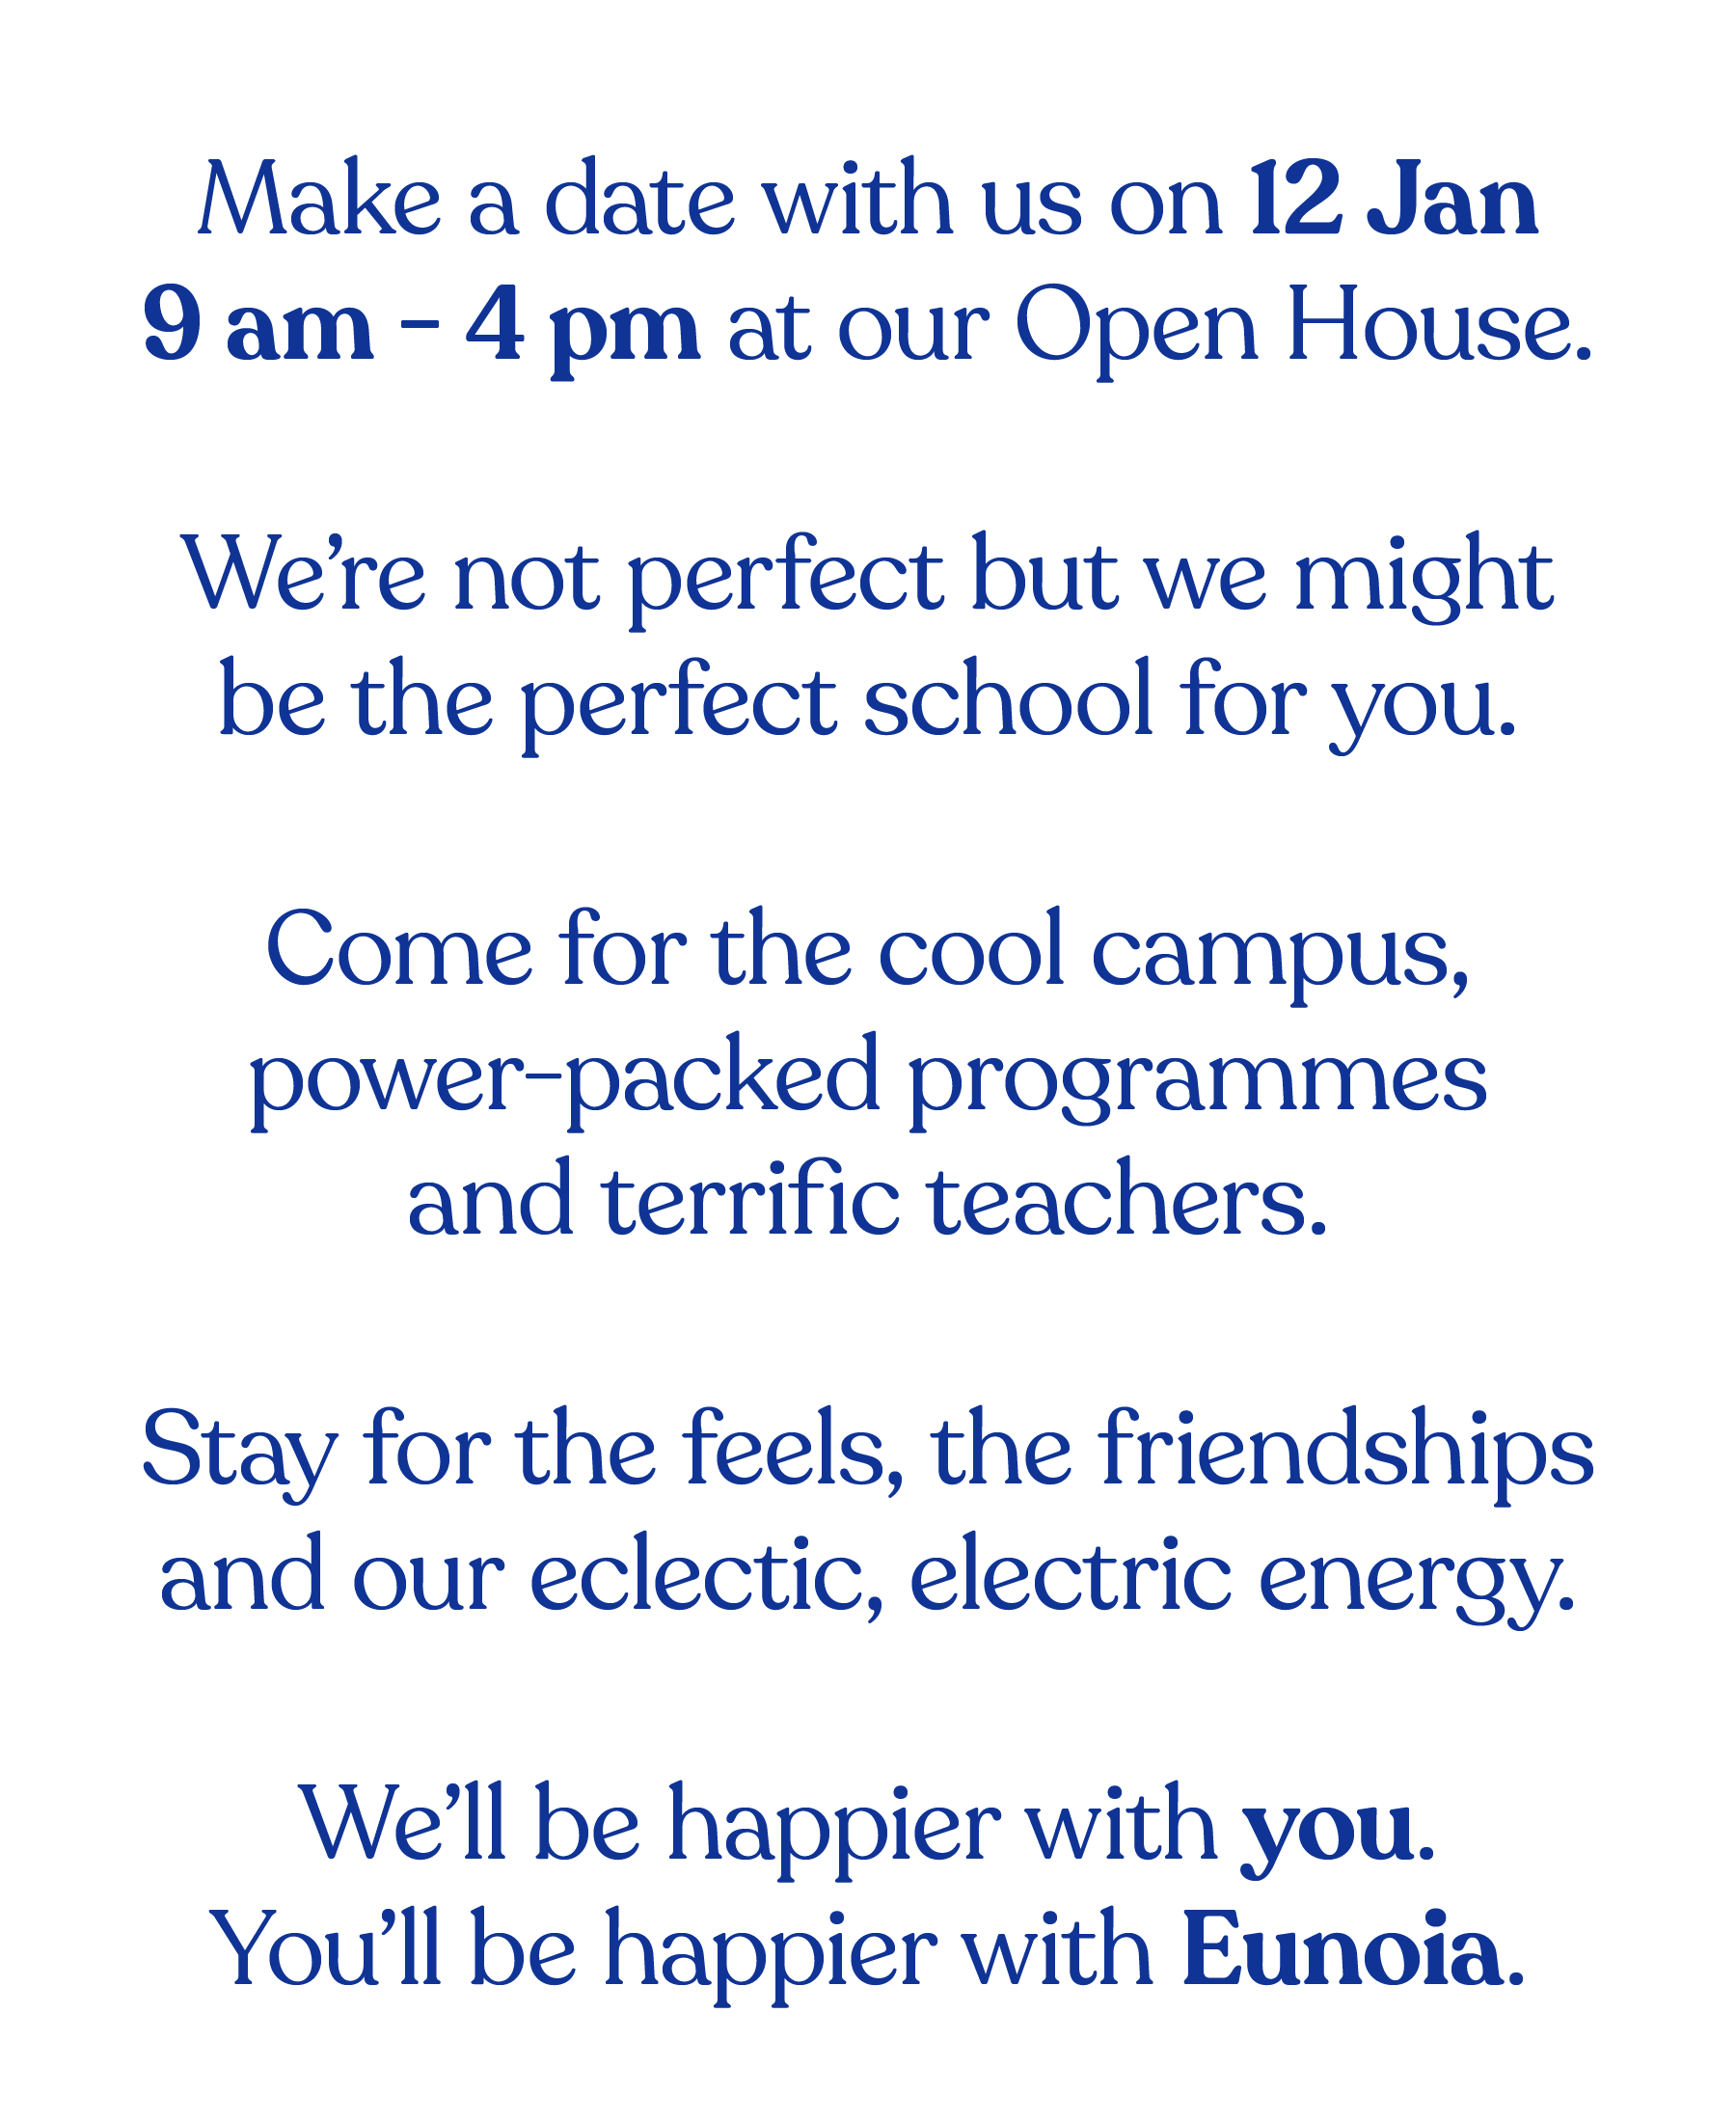 Make a date with us on 12 Jan
9 am – 4 pm at our Open House.
We’re not perfect but we might
be the perfect school for you.
Come for the cool campus,
power-packed programmes
and terrific teachers.
Stay for the feels, the friendships
and our eclectic, electric energy.
We’ll be happier with you.
You’ll be happier with Eunoia.